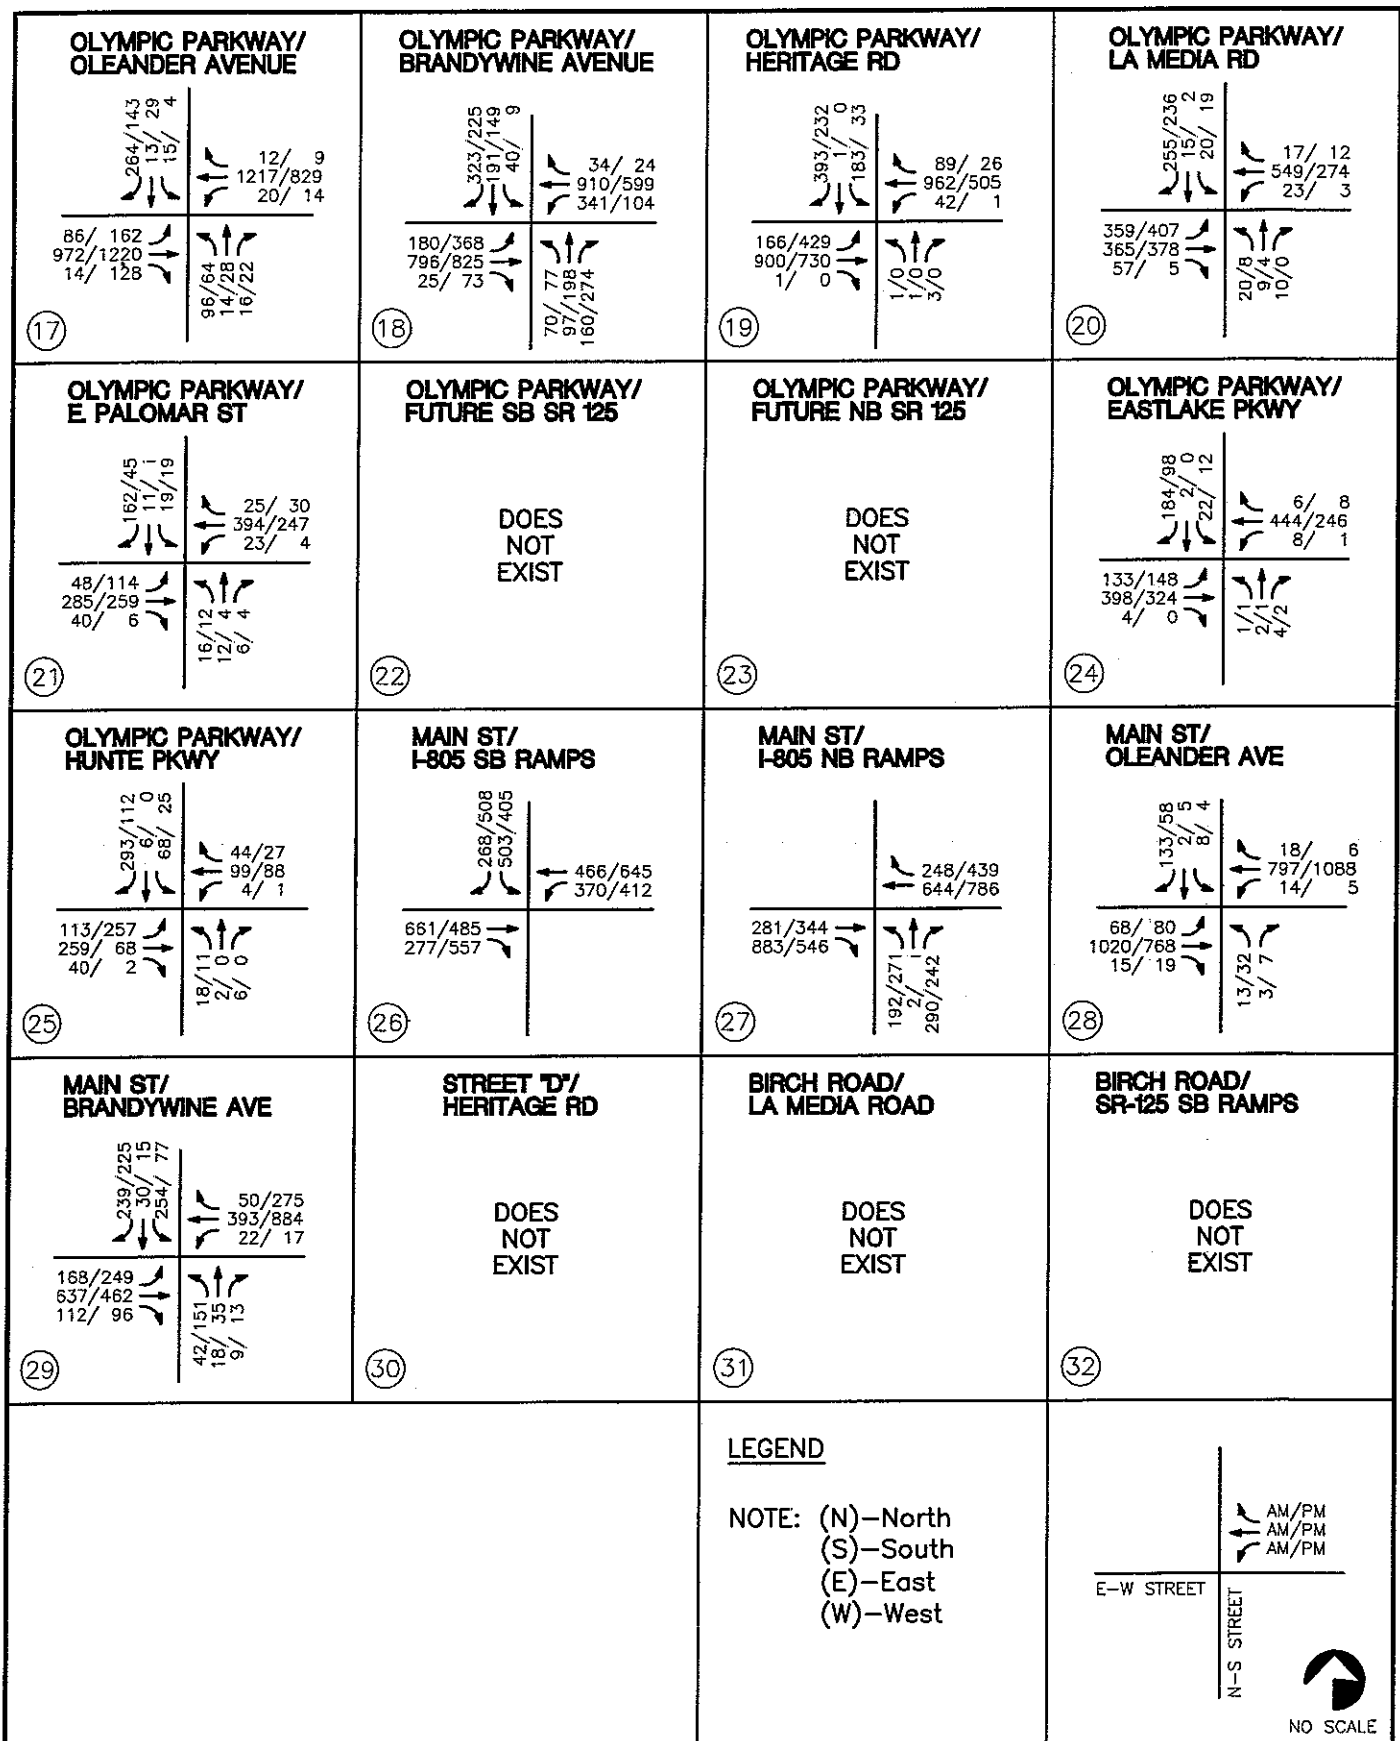 OLYMPIC PARKWAY/
OLEANDER AVENUE
264/143
13/ 29
15/ 4
12/ 9
1217/829
20/ 14
86/ 162
972/1220
14/ 128
96/64
14/28
16/22
17
OLYMPIC PARKWAY/
BRANDYWINE AVENUE
323/225
191/149
40/ 9
34/ 24
910/599
341/104
180/368
796/825
25/ 73
70/ 77
97/198
160/274
18
OLYMPIC PARKWAY/
HERITAGE RD
393/232
1/ 0
183/ 33
89/ 26
962/505
42/ 1
166/429
900/730
1/ 0
1/0
1/0
3/0
19
OLYMPIC PARKWAY/
LA MEDIA RD
255/236
15/ 2
20/ 19
17/ 12
549/274
23/ 3
359/407
365/378
57/ 5
20/8
9/4
10/0
20
OLYMPIC PARKWAY/
E. PALOMAR ST
162/45
11/ 1
19/19
25/ 30
394/247
23/ 4
48/114
285/259
40/ 6
16/12
12/ 4
6/ 4
21
OLYMPIC PARKWAY/
FUTURE SB SR 125
DOES
NOT
EXIST
22
OLYMPIC PARKWAY/
FUTURE NB SR 125
DOES
NOT
EXIST
23
OLYMPIC PARKWAY/
EASTLAKE PKWY
184/98
2/ 0
22/ 12
6/ 8
444/246
8/ 1
133/148
398/324
4/ 0
1/1
2/1
4/2
24
OLYMPIC PARKWAY/
HUNTE PKWY
293/112
6/ 0
68/ 25
44/27
99/88
4/ 1
113/257
259/ 68
40/ 2
18/11
2/ 0
6/ 0
25
MAIN ST/
I-805 SB RAMPS
268/508
503/405
466/645
370/412
661/485
277/557
26
MAIN ST/
I-805 NB RAMPS
248/439
644/786
281/344
883/546
192/271
2/ 1
290/242
27
MAIN ST/
OLEANDER AVE
133/58
2/ 5
8/ 4
18/ 6
797/1088
14/ 5
68/ 80
1020/768
15/ 19
13/32
3/ 7
28
MAIN ST/
BRANDYWINE AVE
239/225
30/ 15
254/ 77
50/275
393/884
22/ 17
168/249
637/462
112/ 96
42/151
18/ 35
9/ 13
29
STREET "D"/
HERITAGE RD
DOES
NOT
EXIST
30
BIRCH ROAD/
LA MEDIA ROAD
DOES
NOT
EXIST
31
BIRCH ROAD/
SR-125 SB RAMPS
DOES
NOT
EXIST
32
LEGEND
NOTE: (N)-North
(S)-South
(E)-East
(W)-West
AM/PM
AM/PM
AM/PM
E-W STREET
N-S STREET
NO SCALE